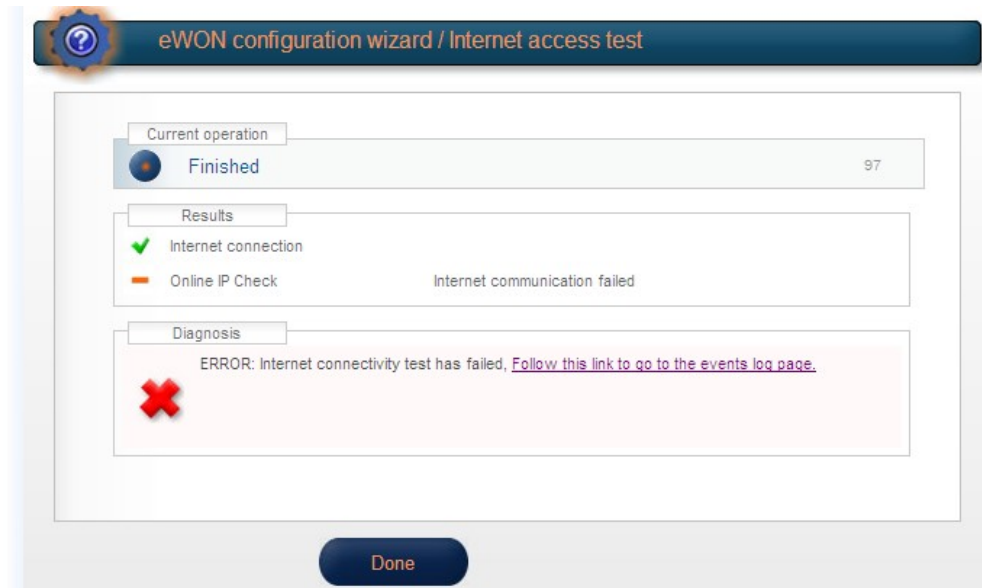 eWON configuration wizard / Internet access test
Current operation
Finished 97
Results
Internet connection
Online IP Check Internet communication failed
Diagnosis
ERROR: Internet connectivity test has failed, Follow this link to go to the events log page.
Done